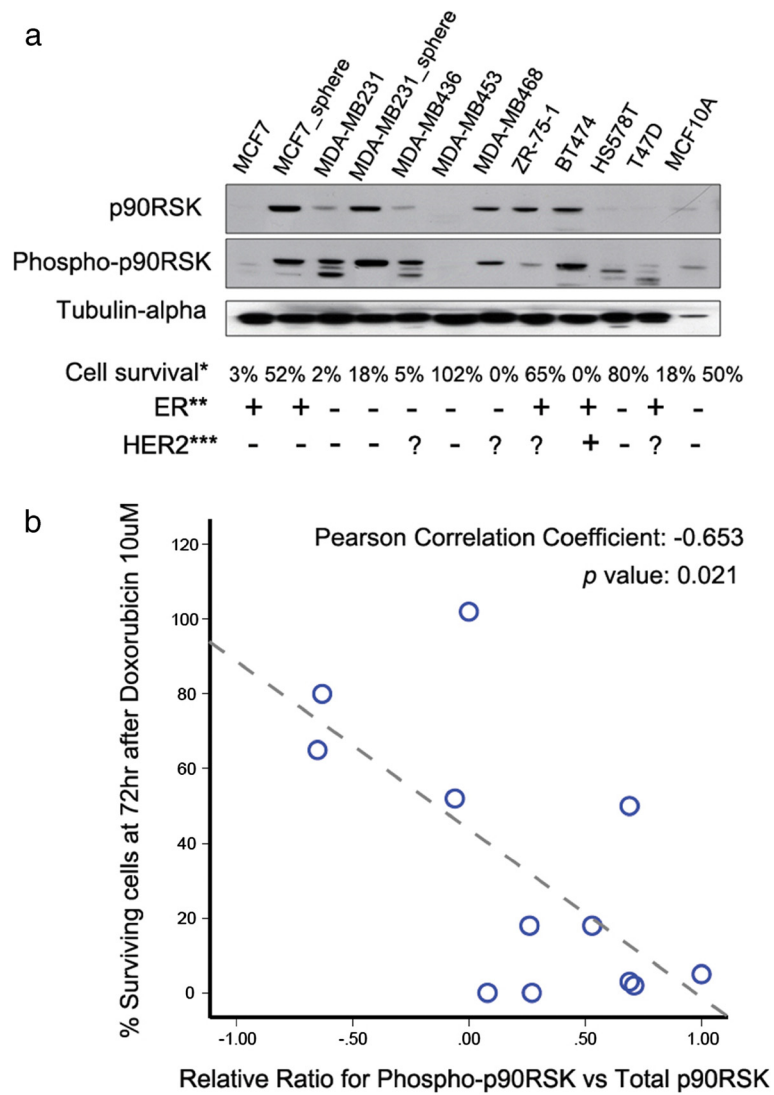 a
MCF7 MCF7_sphere MDA-MB231 MDA-MB231_sphere MDA-MB436 MDA-MB453 MDA-MB468 ZR-75-1 BT474 HS578T T47D MCF10A
p90RSK
Phospho-p90RSK
Tubulin-alpha
Cell survival* 3% 52% 2% 18% 5% 102% 0% 65% 0% 80% 18% 50%
ER** + + - - - - - + + - + -
HER2*** - - - - ? - ? ? + - ? -
b
Pearson Correlation Coefficient: -0.653
p value: 0.021
% Surviving cells at 72hr after Doxorubicin 10uM
120
100
80
60
40
20
0
-1.00 -.50 .00 .50 1.00
Relative Ratio for Phospho-p90RSK vs Total p90RSK